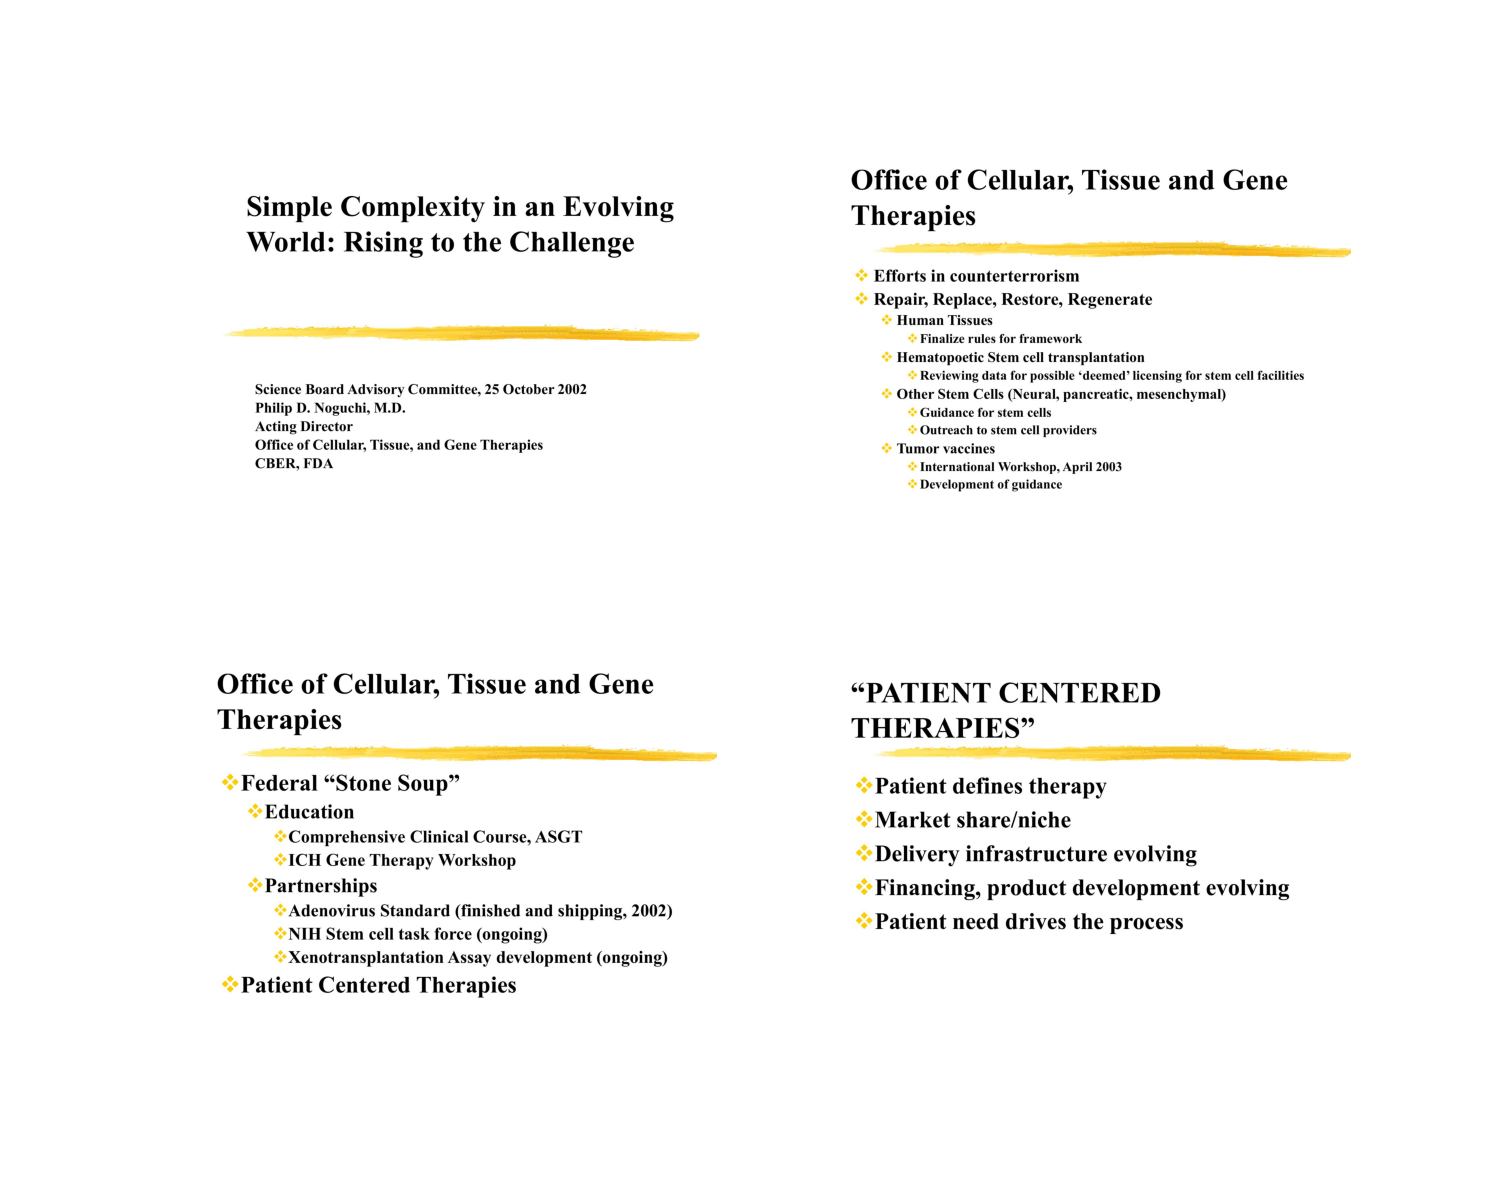 Simple Complexity in an Evolving
World: Rising to the Challenge
Science Board Advisory Committee, 25 October 2002
Philip D. Noguchi, M.D.
Acting Director
Office of Cellular, Tissue, and Gene Therapies
CBER, FDA
Office of Cellular, Tissue and Gene
Therapies
Efforts in counterterrorism
Repair, Replace, Restore, Regenerate
Human Tissues
Finalize rules for framework
Hematopoetic Stem cell transplantation
Reviewing data for possible ‘deemed’ licensing for stem cell facilities
Other Stem Cells (Neural, pancreatic, mesenchymal)
Guidance for stem cells
Outreach to stem cell providers
Tumor vaccines
International Workshop, April 2003
Development of guidance
Office of Cellular, Tissue and Gene
Therapies
Federal “Stone Soup”
Education
Comprehensive Clinical Course, ASGT
ICH Gene Therapy Workshop
Partnerships
Adenovirus Standard (finished and shipping, 2002)
NIH Stem cell task force (ongoing)
Xenotransplantation Assay development (ongoing)
Patient Centered Therapies
“PATIENT CENTERED
THERAPIES”
Patient defines therapy
Market share/niche
Delivery infrastructure evolving
Financing, product development evolving
Patient need drives the process